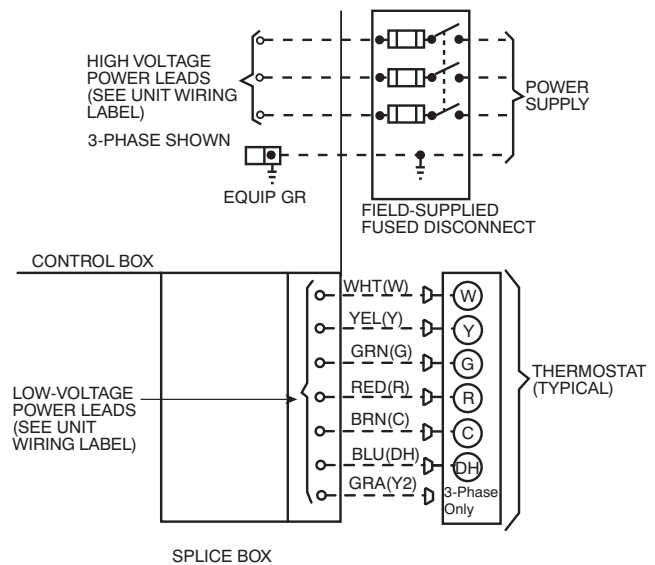 HIGH VOLTAGE
POWER LEADS
(SEE UNIT WIRING
LABEL)
3-PHASE SHOWN
EQUIP GR
POWER
SUPPLY
FIELD-SUPPLIED
FUSED DISCONNECT
CONTROL BOX
LOW-VOLTAGE
POWER LEADS
(SEE UNIT
WIRING LABEL)
WHT(W)
W
YEL(Y)
Y
GRN(G)
G
RED(R)
R
BRN(C)
C
BLU(DH)
DH
GRA(Y2)
3-Phase
Only
THERMOSTAT
(TYPICAL)
SPLICE BOX